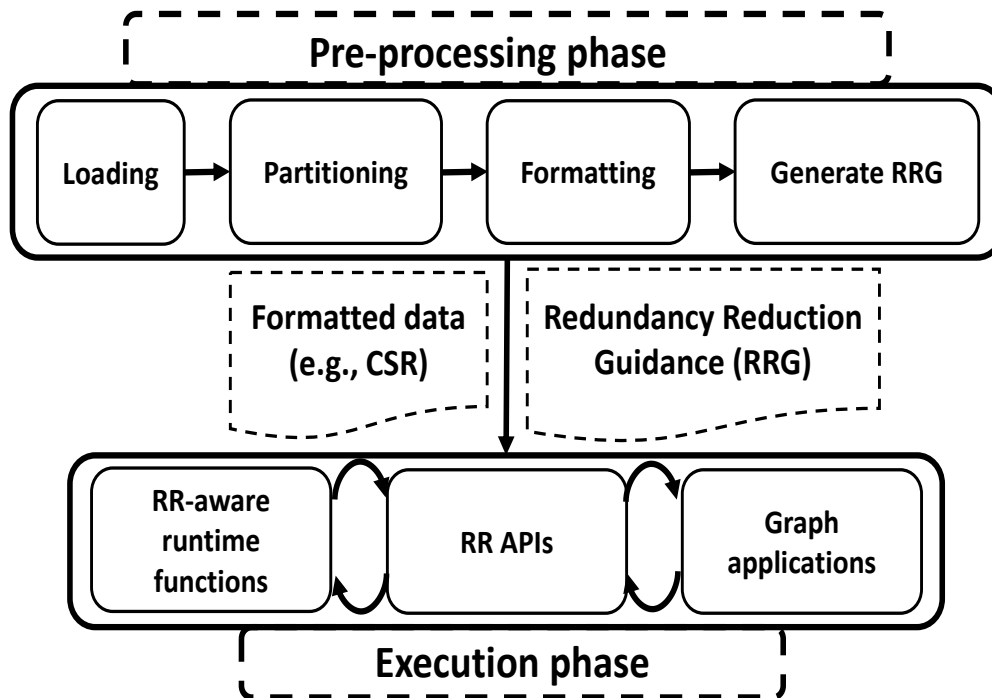 Pre-processing phase
Loading
Partitioning
Formatting
Generate RRG
Formatted data
(e.g., CSR)
Redundancy Reduction
Guidance (RRG)
RR-aware
runtime
functions
RR APIs
Graph
applications
Execution phase